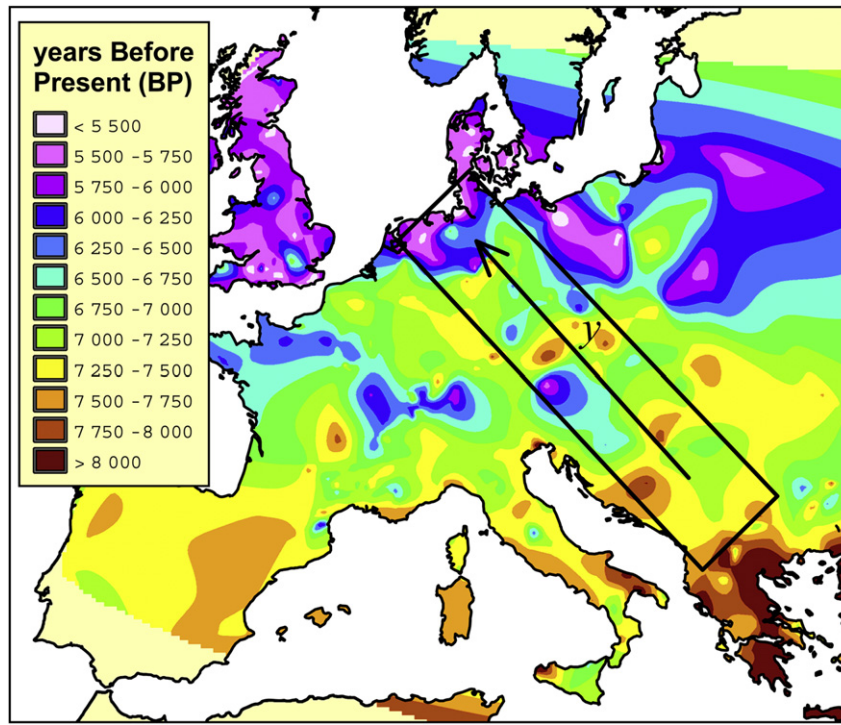 years Before
Present (BP)
< 5 500
5 500 -5 750
5 750 -6 000
6 000 -6 250
6 250 -6 500
6 500 -6 750
6 750 -7 000
7 000 -7 250
7 250 -7 500
7 500 -7 750
7 750 -8 000
> 8 000
y